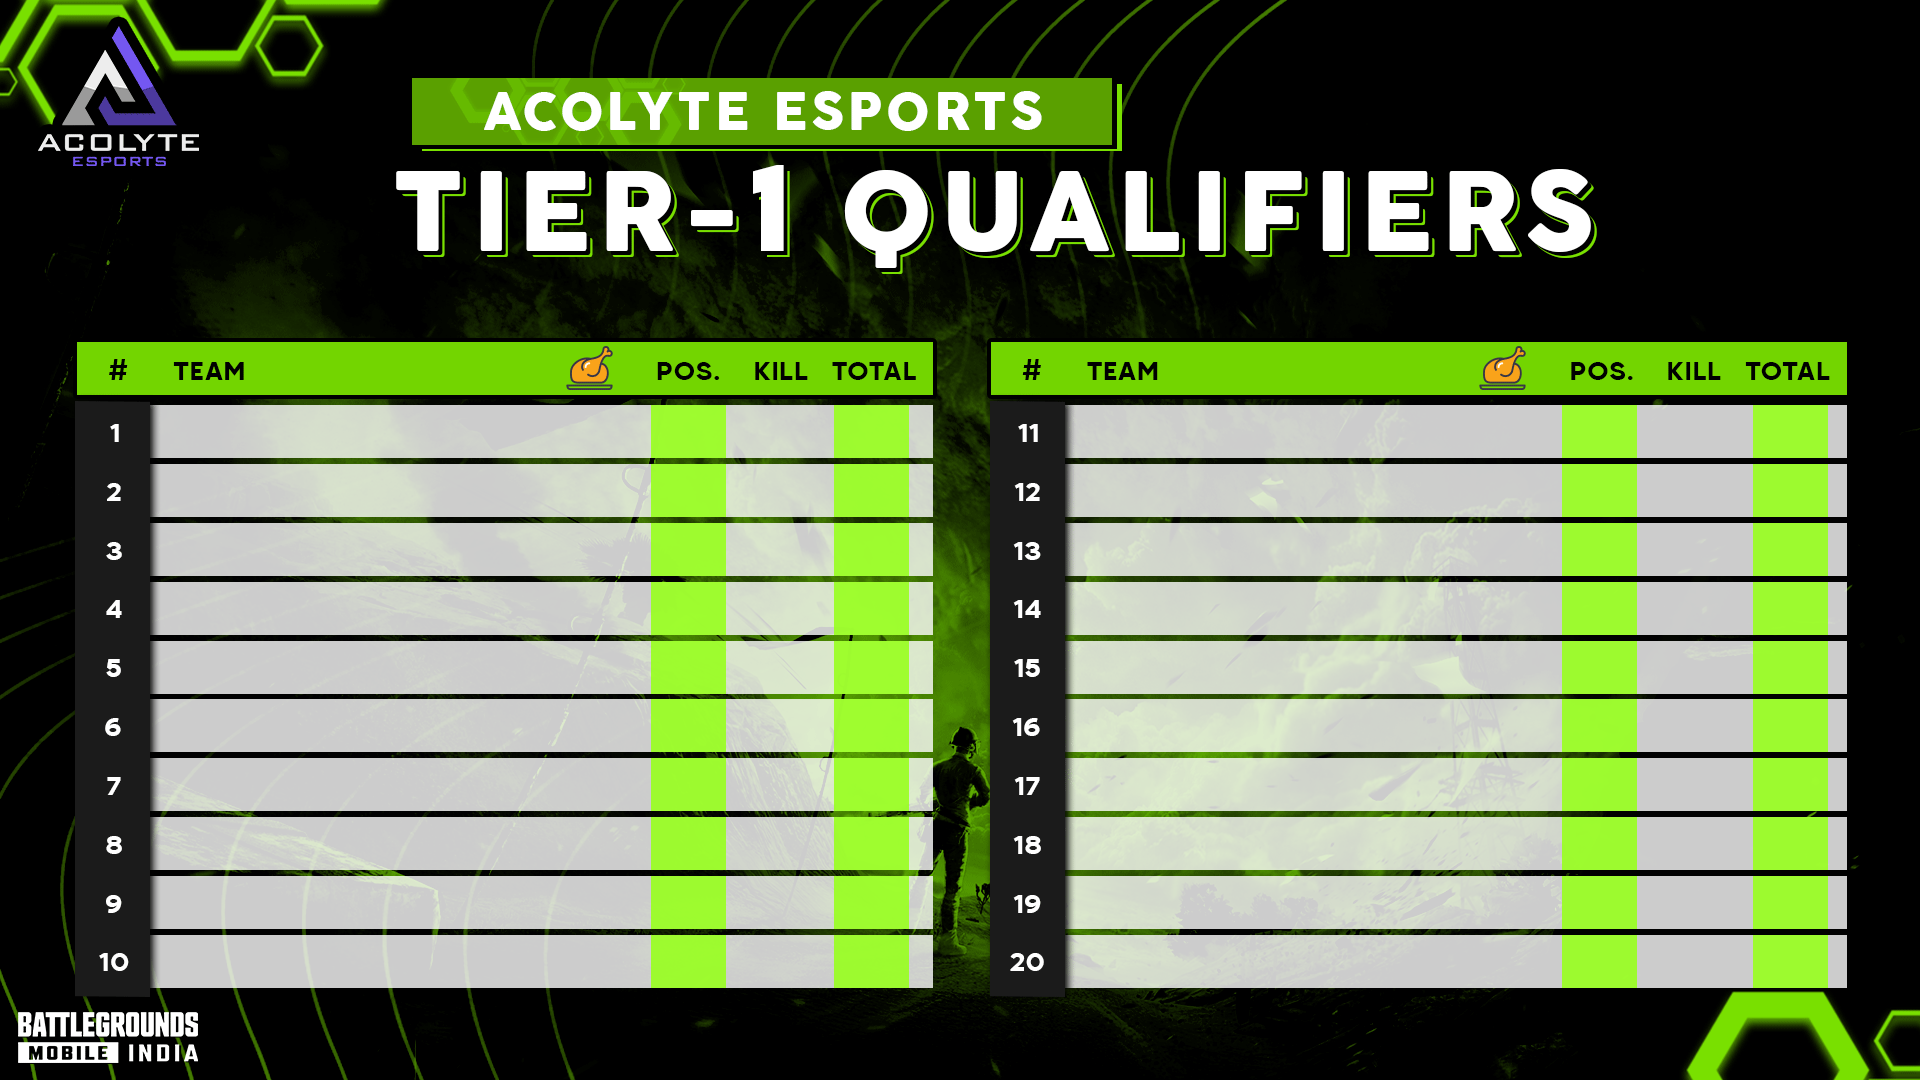 ACOLYTE
ESPORTS
ACOLYTE ESPORTS
TIER-1 QUALIFIERS
# TEAM POS. KILL TOTAL
1
2
3
4
5
6
7
8
9
10
# TEAM POS. KILL TOTAL
11
12
13
14
15
16
17
18
19
20
BATTLEGROUNDS
MOBILE INDIA